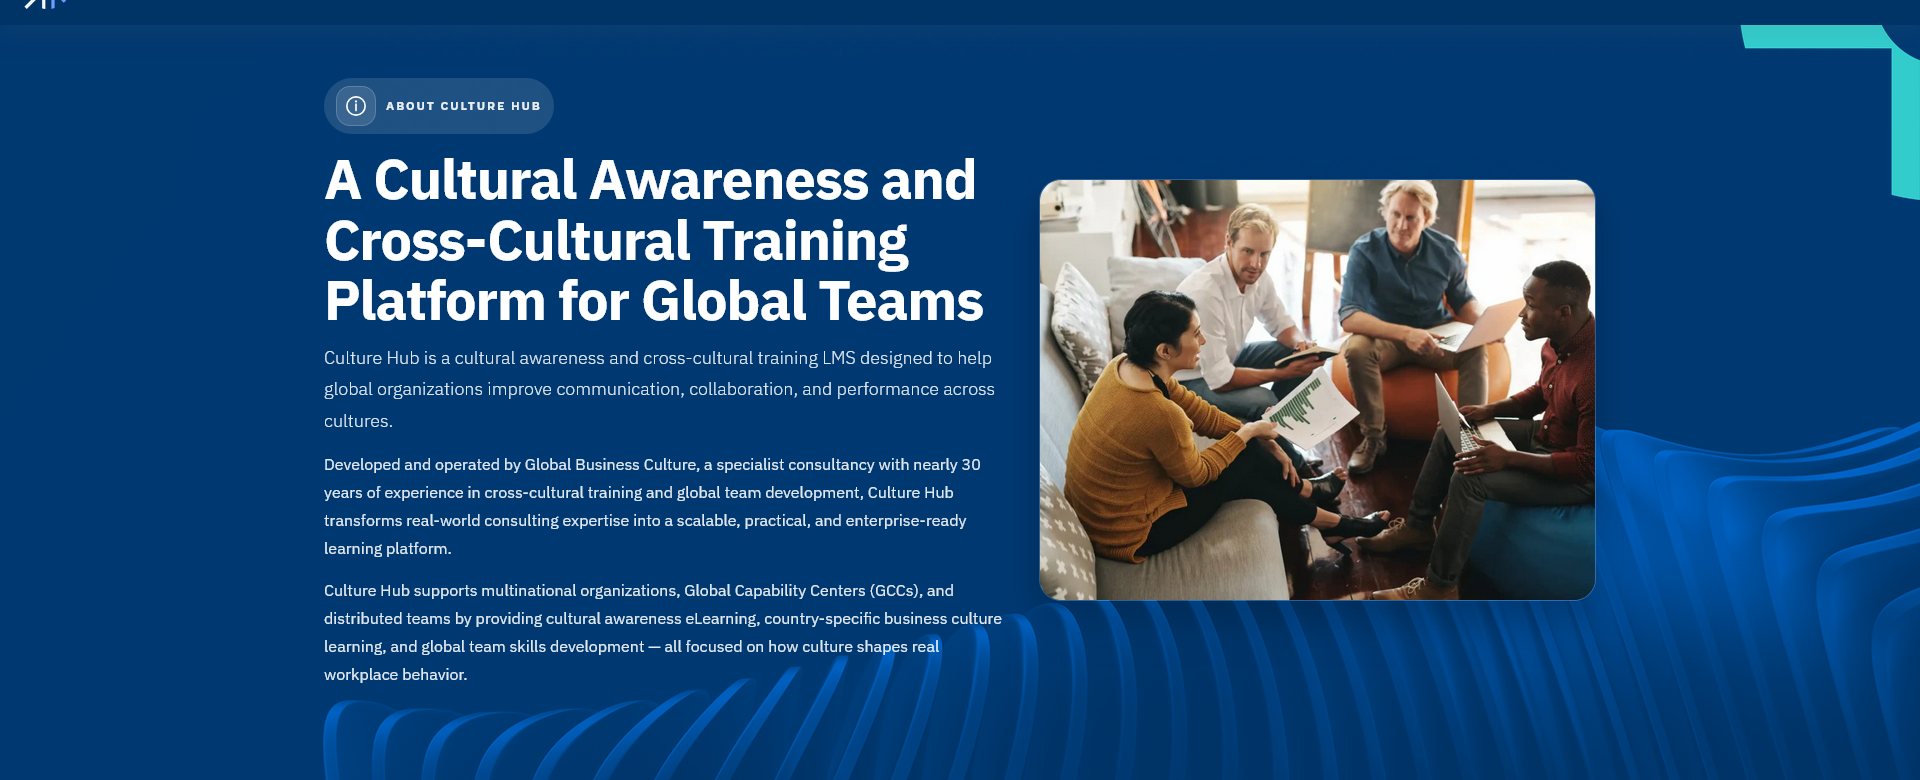 ABOUT CULTURE HUB
A Cultural Awareness and
Cross-Cultural Training
Platform for Global Teams
Culture Hub is a cultural awareness and cross-cultural training LMS designed to help
global organizations improve communication, collaboration, and performance across
cultures.
Developed and operated by Global Business Culture, a specialist consultancy with nearly 30
years of experience in cross-cultural training and global team development, Culture Hub
transforms real-world consulting expertise into a scalable, practical, and enterprise-ready
learning platform.
Culture Hub supports multinational organizations, Global Capability Centers (GCCs), and
distributed teams by providing cultural awareness eLearning, country-specific business culture
learning, and global team skills development — all focused on how culture shapes real
workplace behavior.